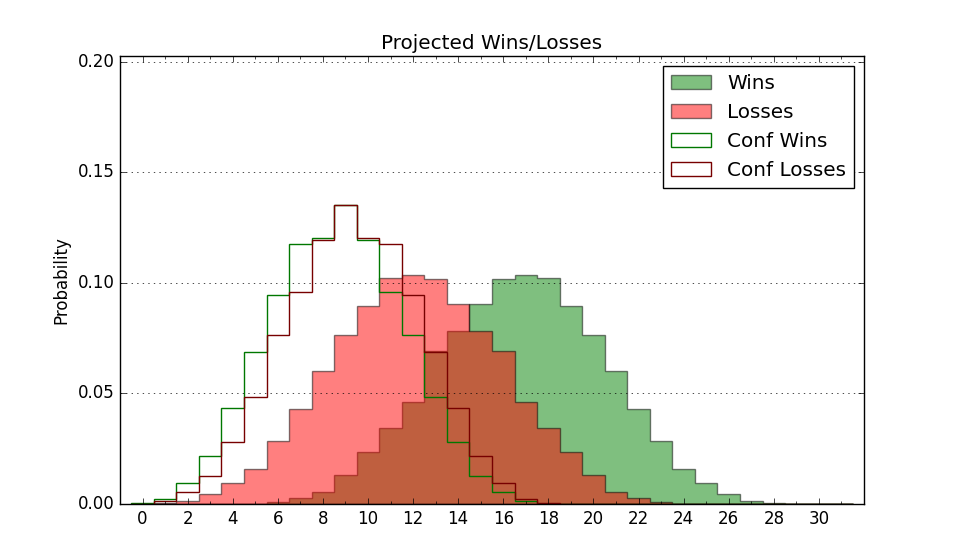 Projected Wins/Losses
0.20
0.15
0.10
0.05
0.00
Probability
Wins
Losses
Conf Wins
Conf Losses
0 2 4 6 8 10 12 14 16 18 20 22 24 26 28 30